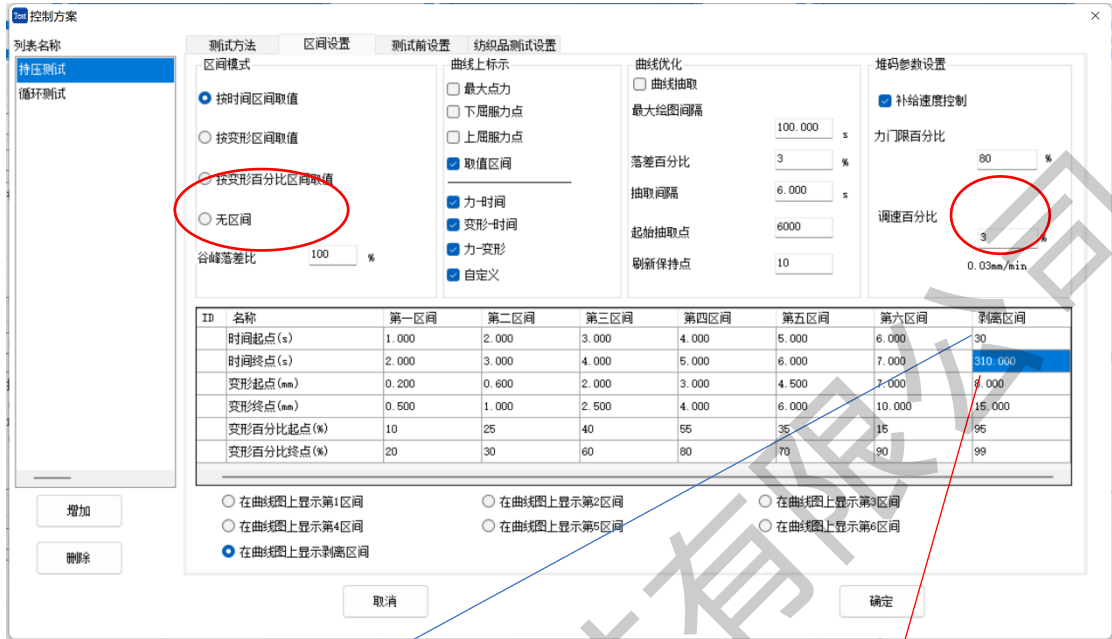 Test 控制方案
列表名称
持压测试
循环测试
增加
删除
测试方法 区间设置 测试前设置 纺织品测试设置
区间模式
按时间区间取值
按变形区间取值
按变形百分比区间取值
无区间
谷峰落差比 100 %
曲线上标示
最大点力
下屈服力点
上屈服力点
取值区间
力-时间
变形-时间
力-变形
自定义
曲线优化
曲线抽取
最大绘图间隔
100.000 s
落差百分比 3 %
抽取间隔 6.000 s
起始抽取点 6000
刷新保持点 10
堆码参数设置
补给速度控制
力门限百分比
80 %
调速百分比
3 %
0.03mm/min
ID 名称 第一区间 第二区间 第三区间 第四区间 第五区间 第六区间 剥离区间
时间起点(s) 1.000 2.000 3.000 4.000 5.000 6.000 30
时间终点(s) 2.000 3.000 4.000 5.000 6.000 7.000 310.000
变形起点(mm) 0.200 0.600 2.000 3.000 4.500 7.000 8.000
变形终点(mm) 0.500 1.000 2.500 4.000 6.000 10.000 15.000
变形百分比起点(%) 10 25 40 55 35 15 95
变形百分比终点(%) 20 30 60 80 70 90 99
在曲线图上显示第1区间 在曲线图上显示第2区间 在曲线图上显示第3区间
在曲线图上显示第4区间 在曲线图上显示第5区间 在曲线图上显示第6区间
在曲线图上显示剥离区间
取消 确定
有限公司